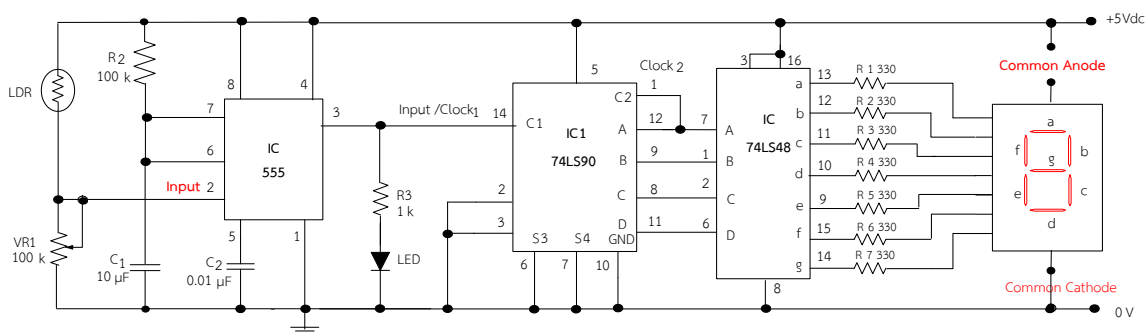 +5Vdc
R2
100 k
LDR
8
4
7
6
Input 2
3
IC
555
5
1
VR1
100 k
C1
10 µF
C2
0.01 µF
Input /Clock 1
14
R3
1 k
LED
5
Clock 2
1
C1
C2
IC1
74LS90
A
12
B
9
C
8
D
11
GND
2
3
S3
S4
6
7
10
3
16
IC
74LS48
7
A
1
B
2
C
6
D
8
a
13
R 1 330
b
12
R 2 330
c
11
R 3 330
d
10
R 4 330
e
9
R 5 330
f
15
R 6 330
g
14
R 7 330
Common Anode
a
f
b
g
e
c
d
Common Cathode
0 V